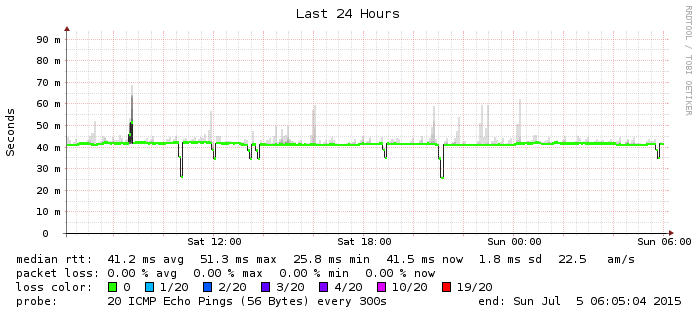 Last 24 Hours
RRDTOOL / TOBI OETIKER
Seconds
90 m
80 m
70 m
60 m
50 m
40 m
30 m
20 m
10 m
0
Sat 12:00 Sat 18:00 Sun 00:00 Sun 06:00
median rtt: 41.2 ms avg 51.3 ms max 25.8 ms min 41.5 ms now 1.8 ms sd 22.5 am/s
packet loss: 0.00 % avg 0.00 % max 0.00 % min 0.00 % now
loss color: 0 1/20 2/20 3/20 4/20 10/20 19/20
probe: 20 ICMP Echo Pings (56 Bytes) every 300s end: Sun Jul 5 06:05:04 2015